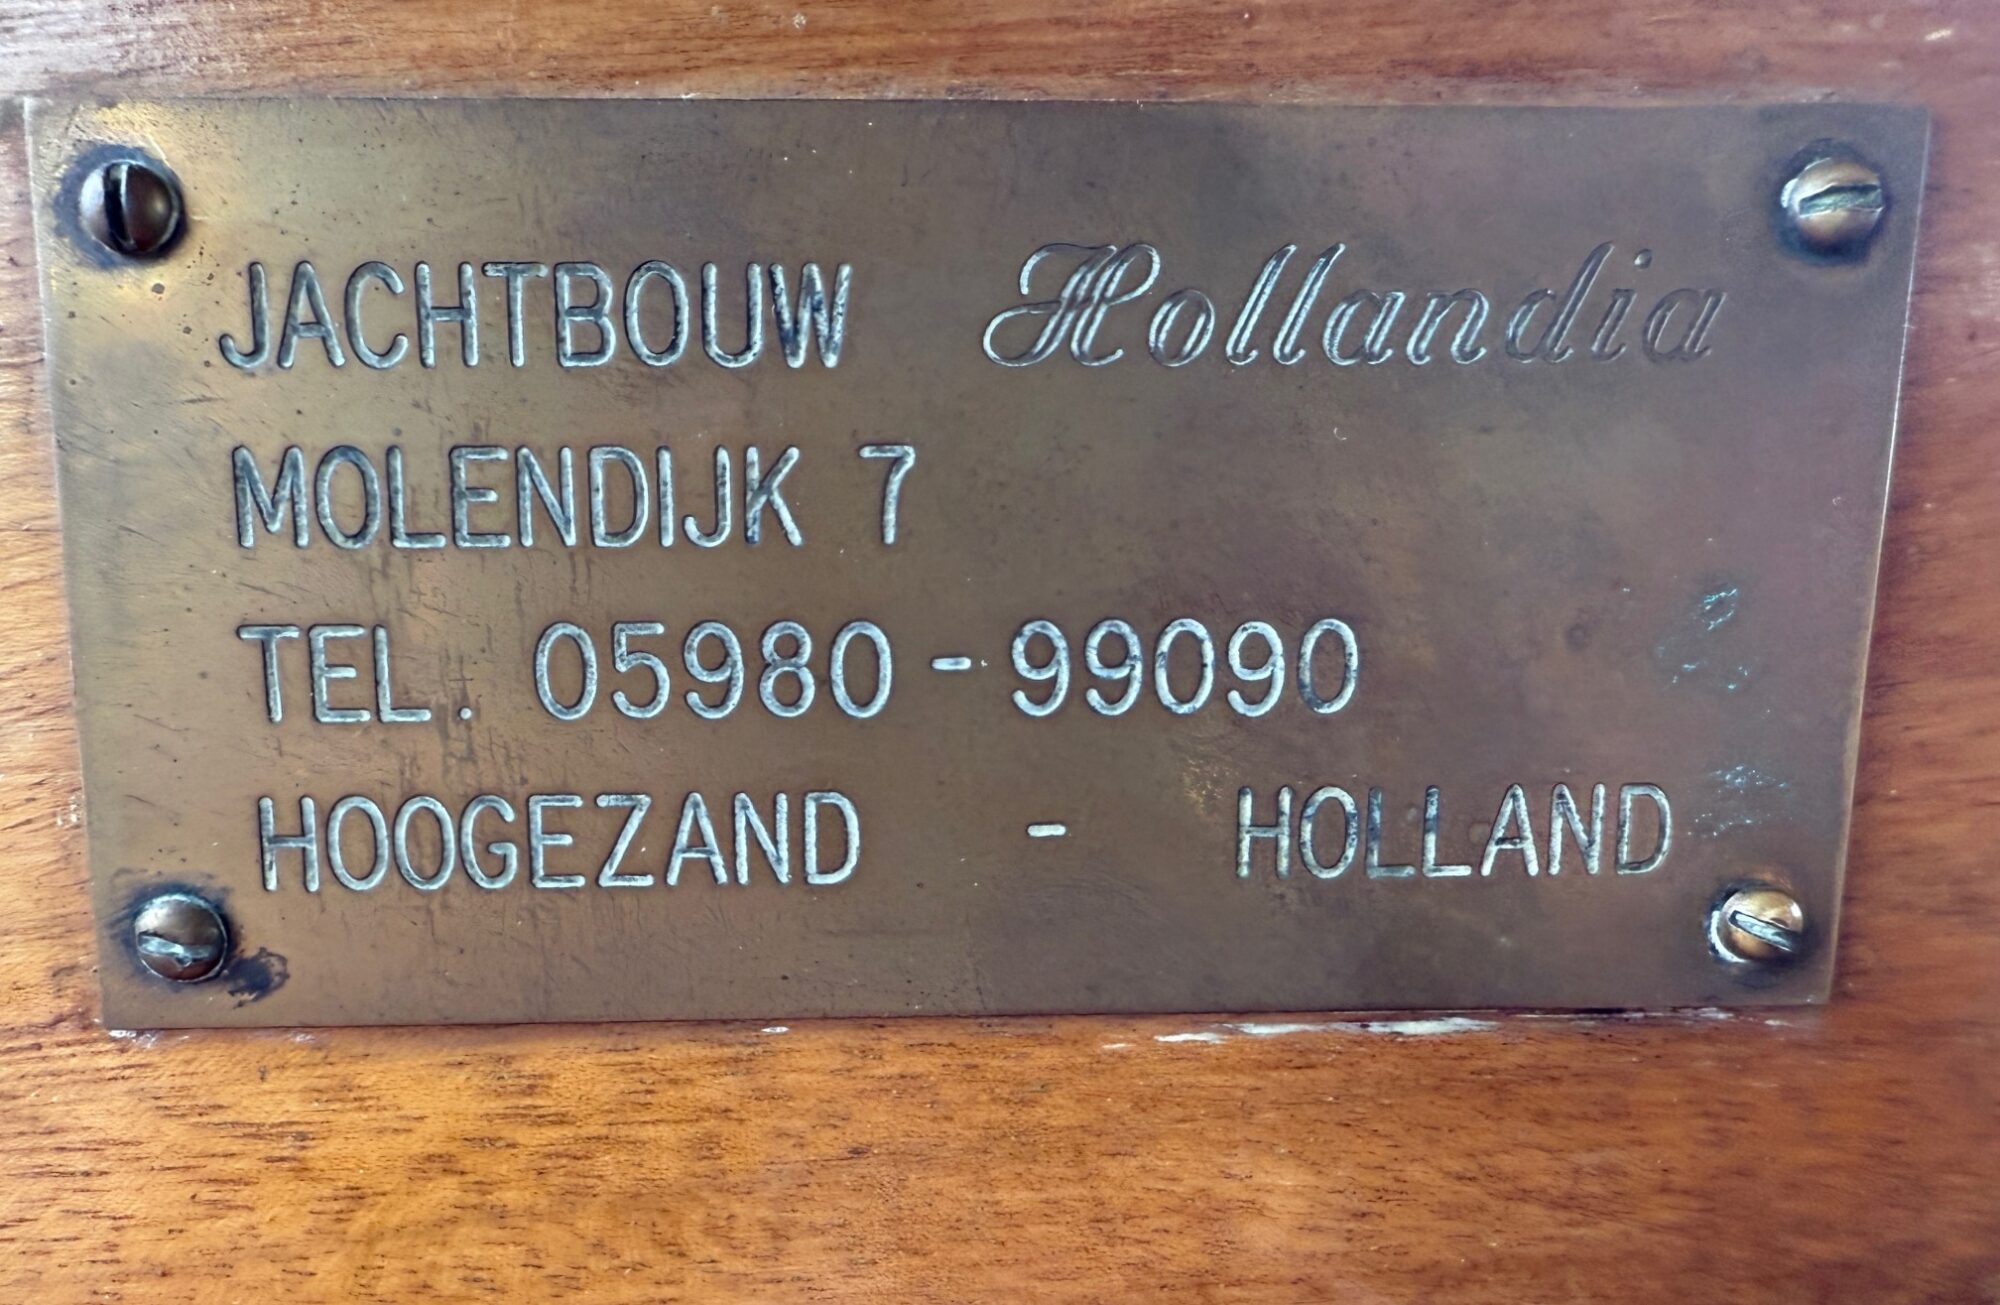 JACHTBOUW Hollandia
MOLENDIJK 7
TEL. 05980-99090
HOOGEZAND - HOLLAND